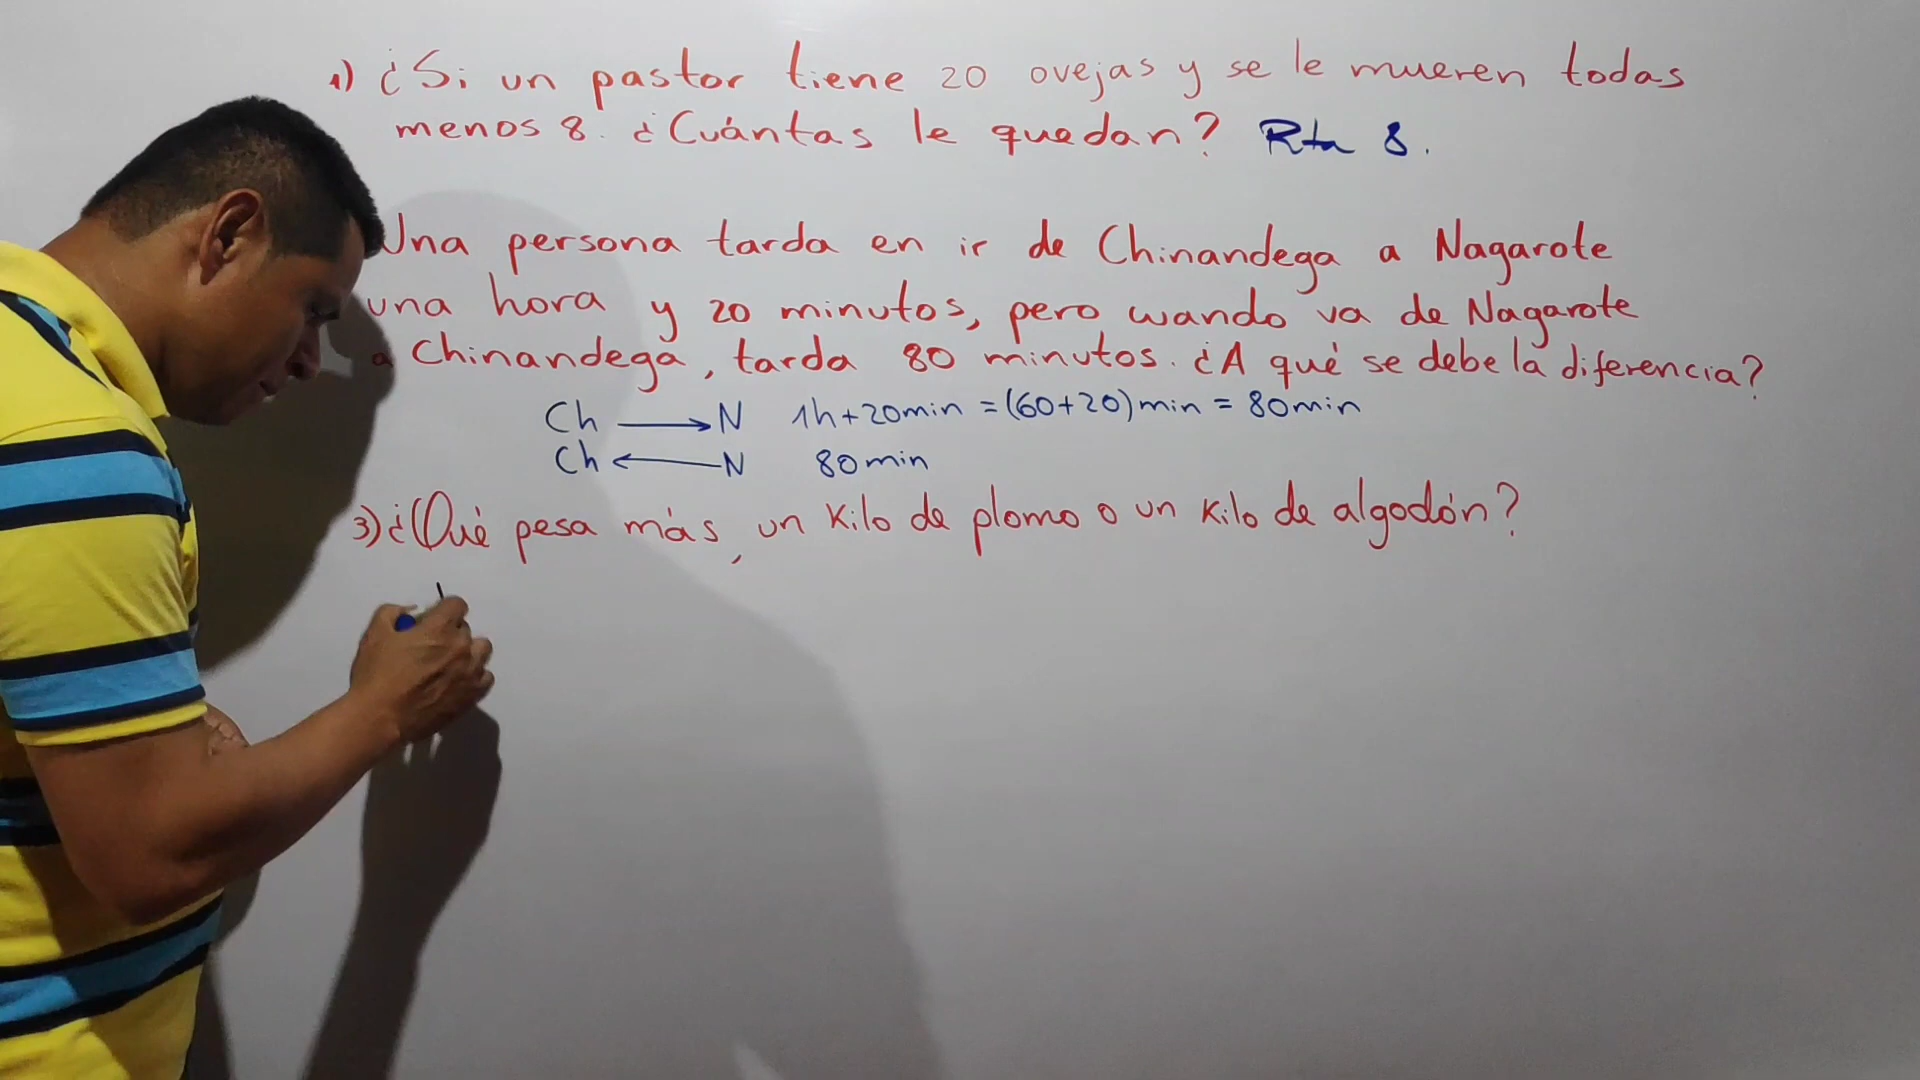 1) ¿Si un pastor tiene 20 ovejas y se le mueren todas
menos 8. ¿Cuántas le quedan? Rta 8.
Una persona tarda en ir de Chinandega a Nagarote
una hora y 20 minutos, pero cuando va de Nagarote
a Chinandega, tarda 80 minutos. ¿A qué se debe la diferencia?
Ch → N 1h+20min = (60+20)min = 80min
Ch ← N 80min
3) ¿Qué pesa más, un kilo de plomo o un kilo de algodón?